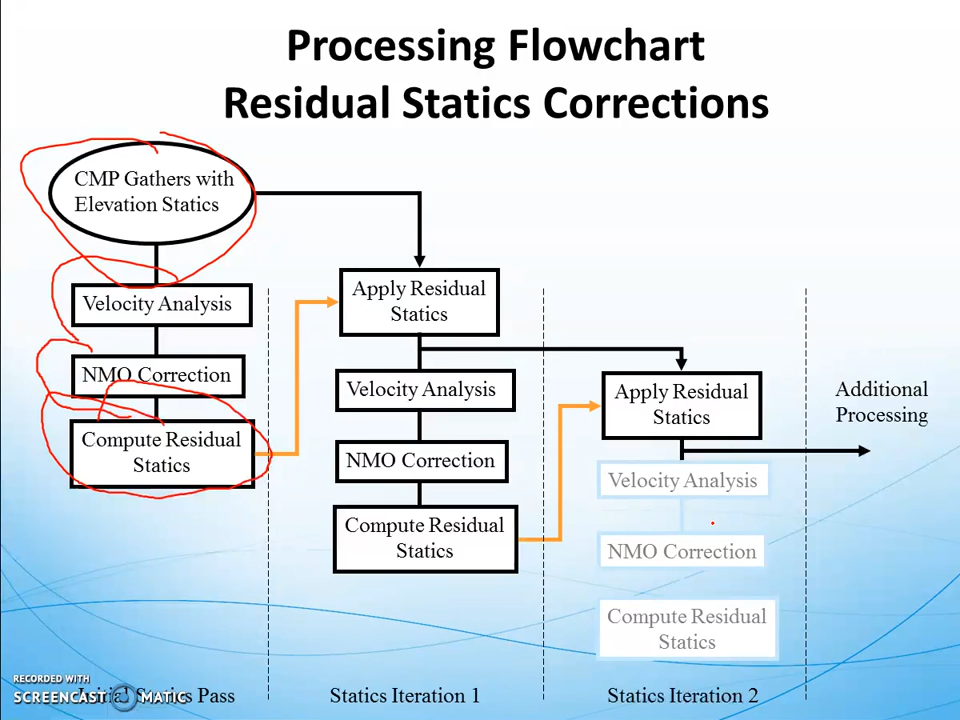 Processing Flowchart
Residual Statics Corrections
CMP Gathers with
Elevation Statics
Velocity Analysis
NMO Correction
Compute Residual
Statics
Apply Residual
Statics
Velocity Analysis
NMO Correction
Compute Residual
Statics
Apply Residual
Statics
Velocity Analysis
NMO Correction
Compute Residual
Statics
Additional
Processing
Initial Statics Pass
Statics Iteration 1
Statics Iteration 2
RECORDED WITH
SCREENCAST MATIC